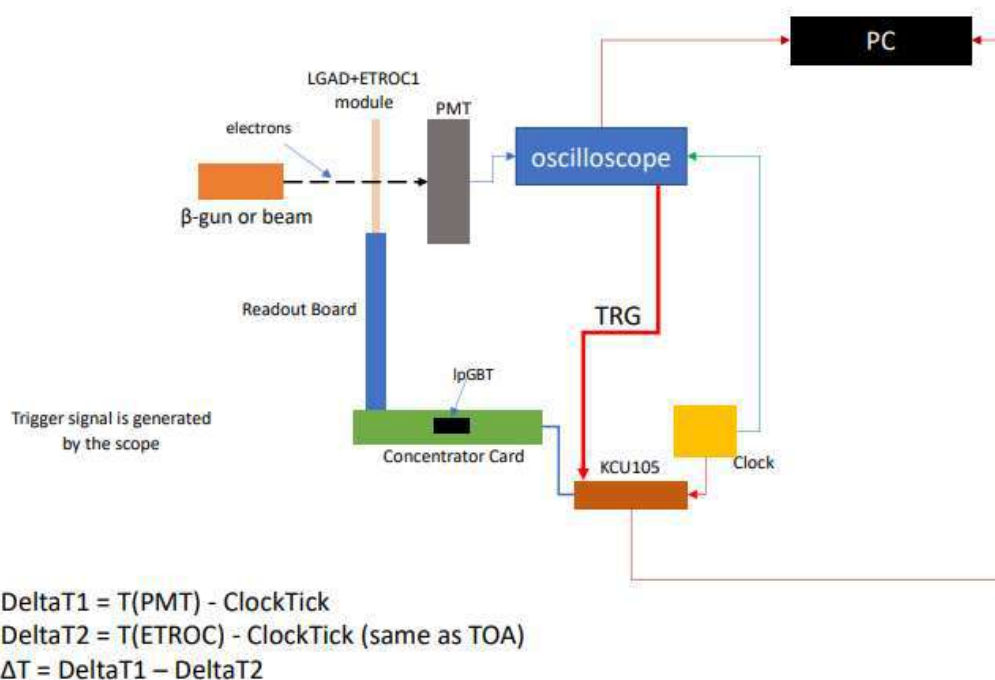 PC
LGAD+ETROC1
module
PMT
electrons
oscilloscope
β-gun or beam
Readout Board
TRG
lpGBT
Trigger signal is generated
by the scope
Concentrator Card
KCU105
Clock
DeltaT1 = T(PMT) - ClockTick
DeltaT2 = T(ETROC) - ClockTick (same as TOA)
ΔT = DeltaT1 – DeltaT2